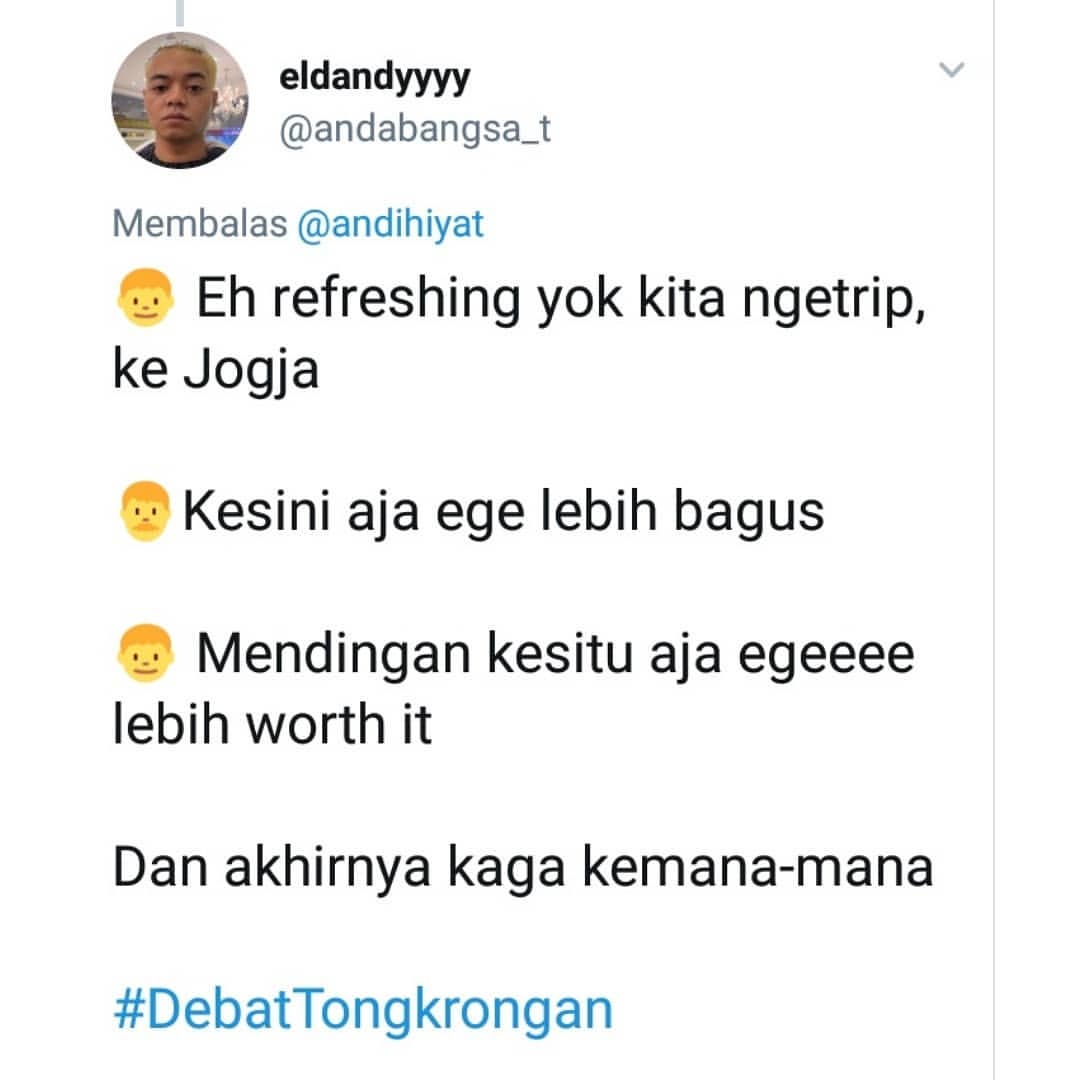 eldandyyyy
@andabangsa_t
Membalas @andihiyat
Eh refreshing yok kita ngetrip,
ke Jogja
Kesini aja ege lebih bagus
Mendingan kesitu aja egeeee
lebih worth it
Dan akhirnya kaga kemana-mana
#DebatTongkrongan